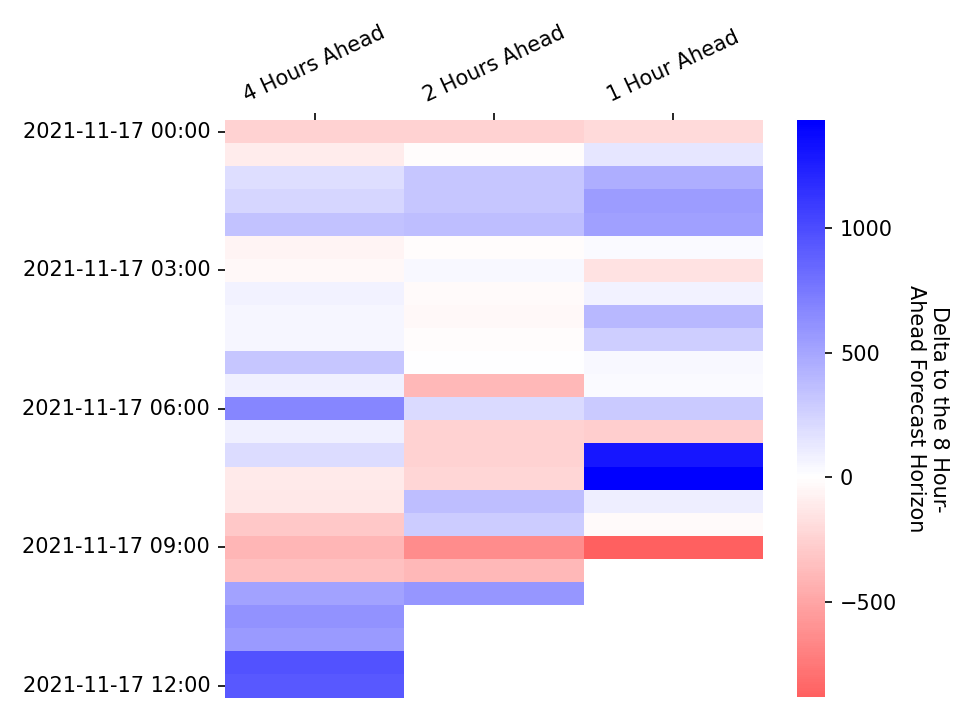 4 Hours Ahead
2 Hours Ahead
1 Hour Ahead
2021-11-17 00:00
2021-11-17 03:00
2021-11-17 06:00
2021-11-17 09:00
2021-11-17 12:00
1000
500
0
−500
Delta to the 8 Hour-
Ahead Forecast Horizon